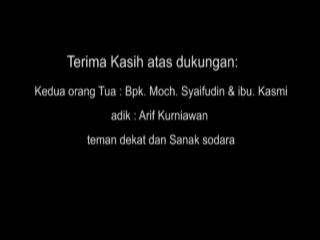 Terima Kasih atas dukungan:
Kedua orang Tua : Bpk. Moch. Syaifudin & ibu. Kasmi
adik : Arif Kurniawan
teman dekat dan Sanak sodara